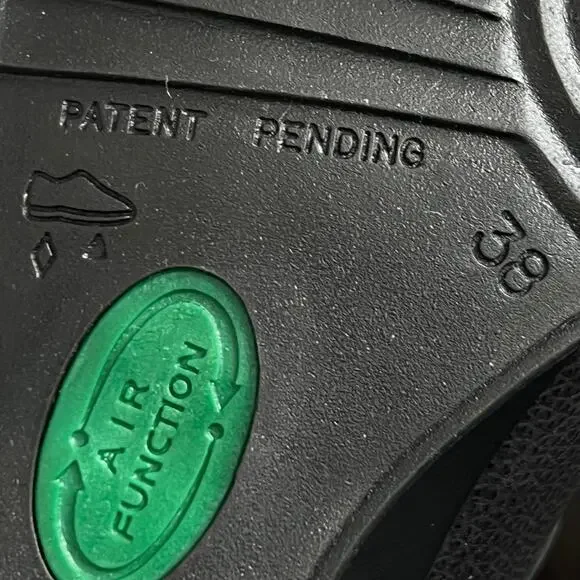 PATENT PENDING
38
AIR
FUNCTION